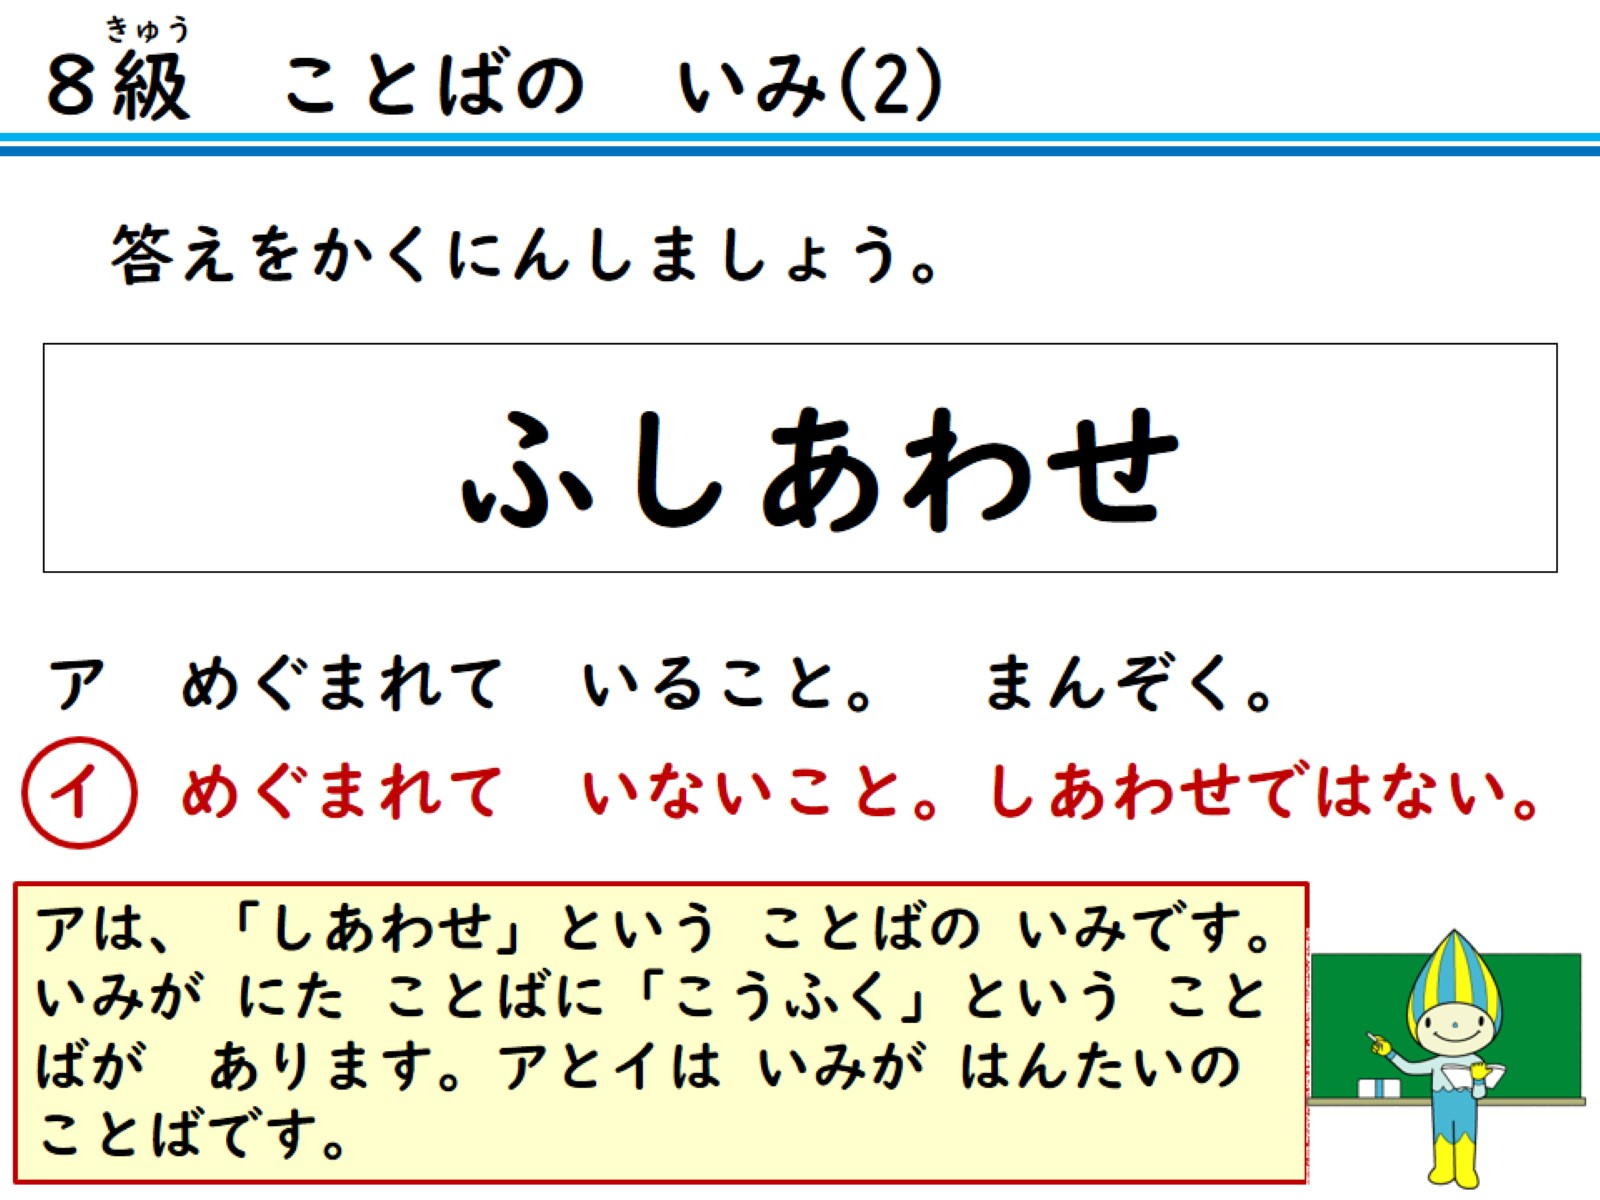 きゅう
８級　ことばの　いみ(2)
答えをかくにんしましょう。
ふしあわせ
ア　めぐまれて　いること。　まんぞく。
イ　めぐまれて　いないこと。しあわせではない。
アは、「しあわせ」という ことばの いみです。
いみが にた ことばに「こうふく」という こと
ばが　あります。アとイは いみが はんたいの
ことばです。